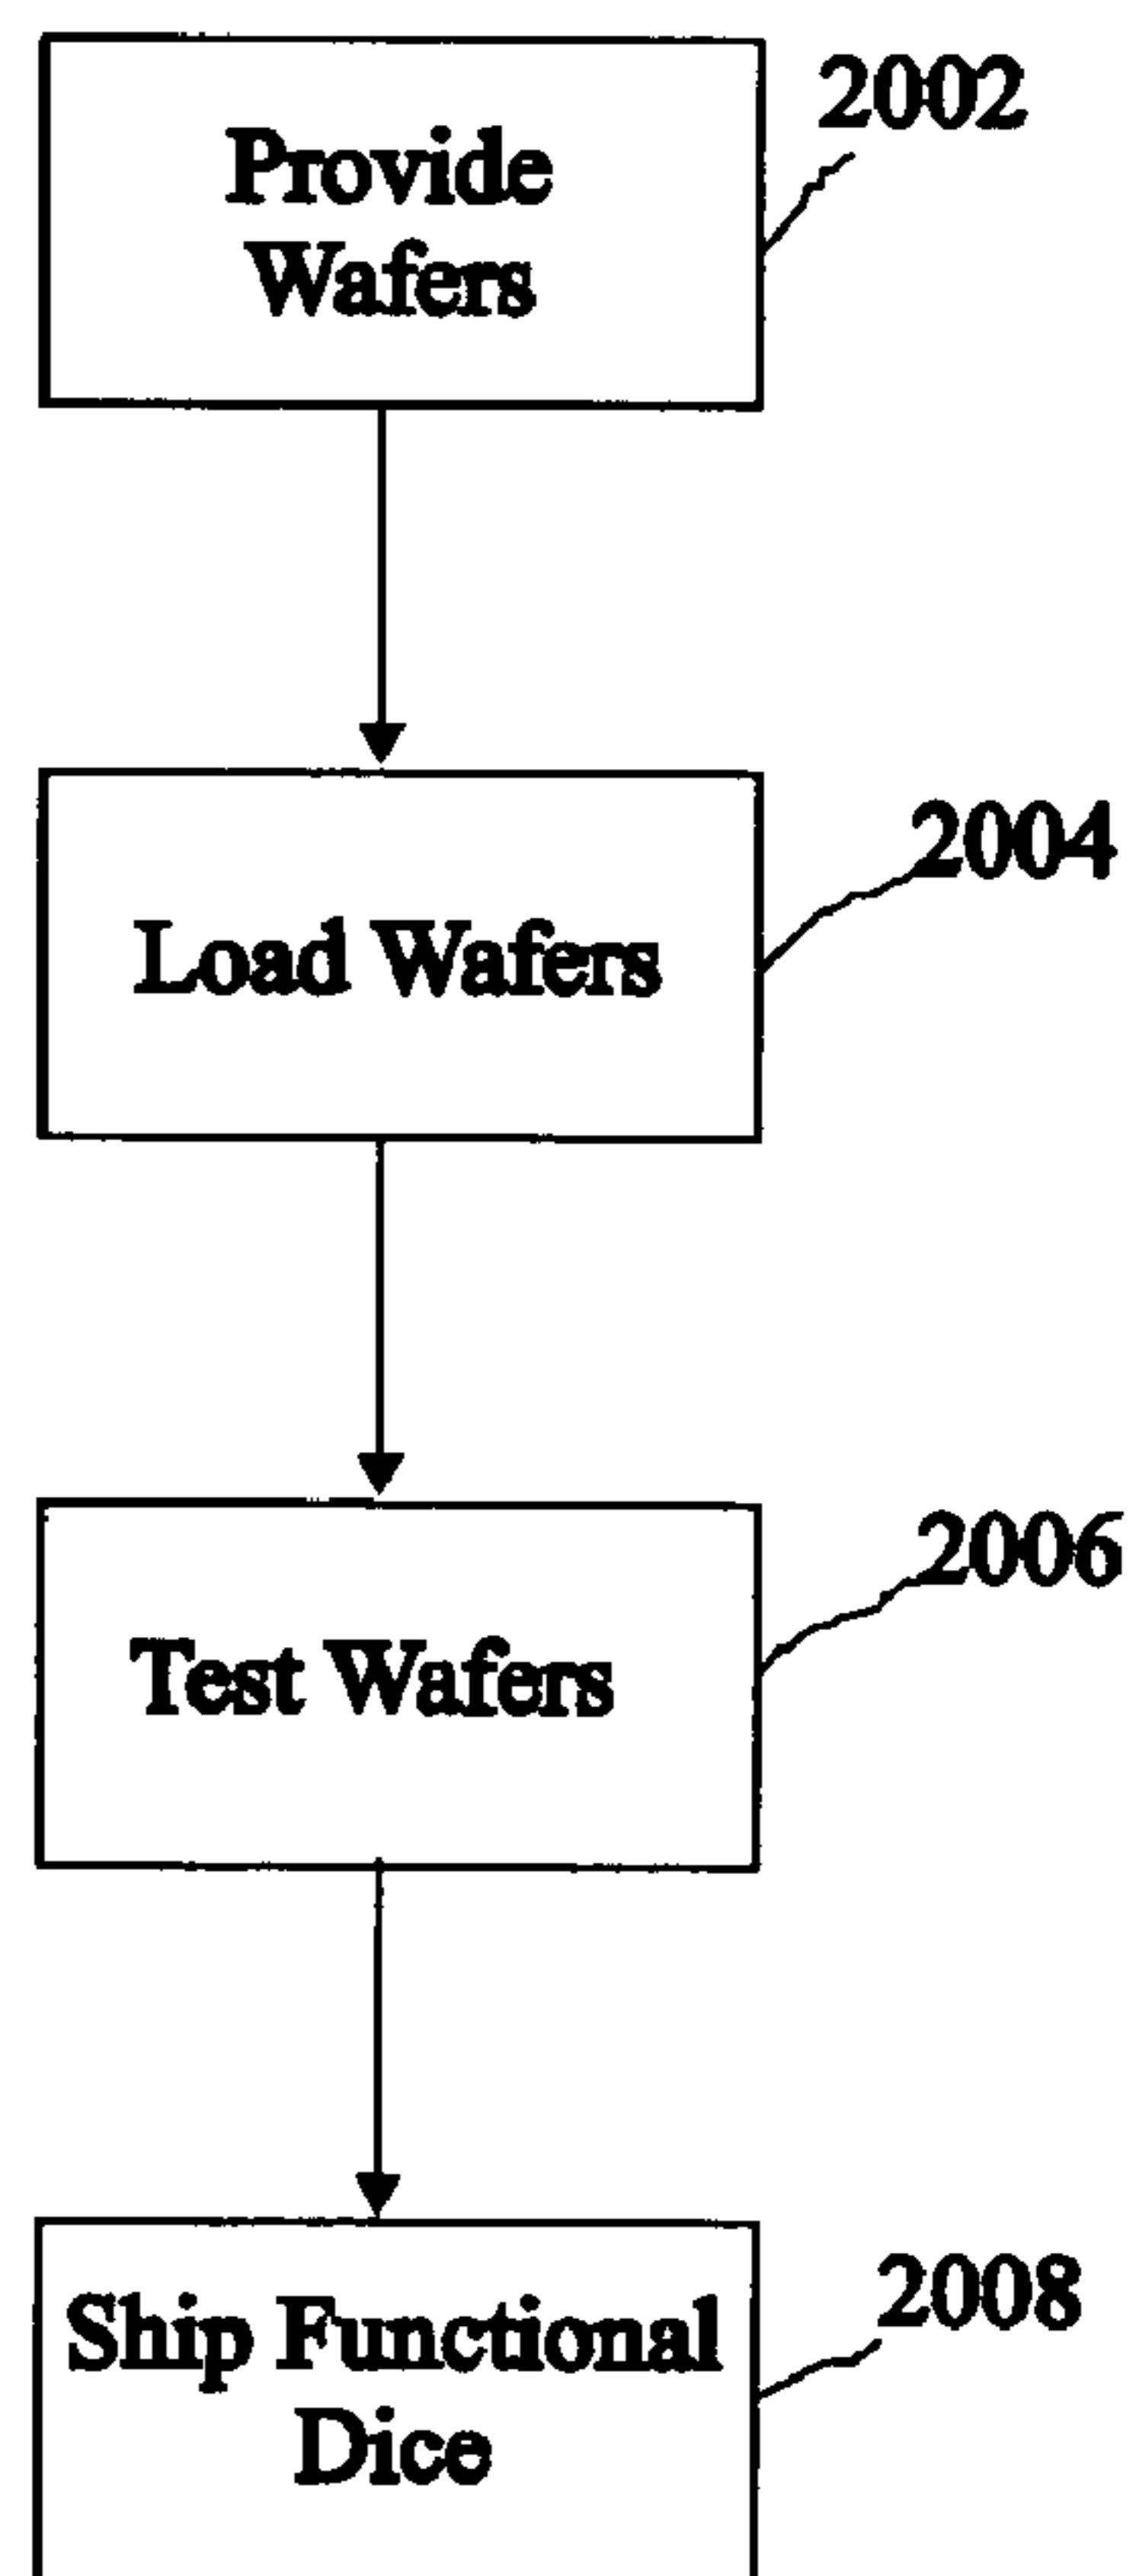 Provide
Wafers
2002
Load Wafers
2004
Test Wafers
2006
Ship Functional
Dice
2008